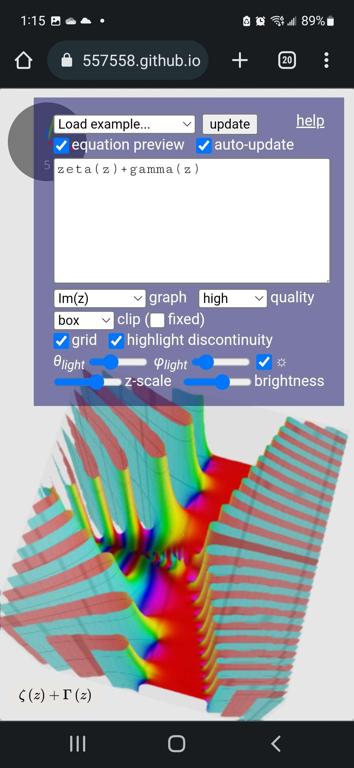 1:15
89%
557558.github.io
20
Load example...
update
help
equation preview
auto-update
5
zeta(z)+gamma(z)
Im(z)
graph
high
quality
box
clip (
fixed)
grid
highlight discontinuity
θlight
φlight
☼
z-scale
brightness
ζ(z)+Γ(z)